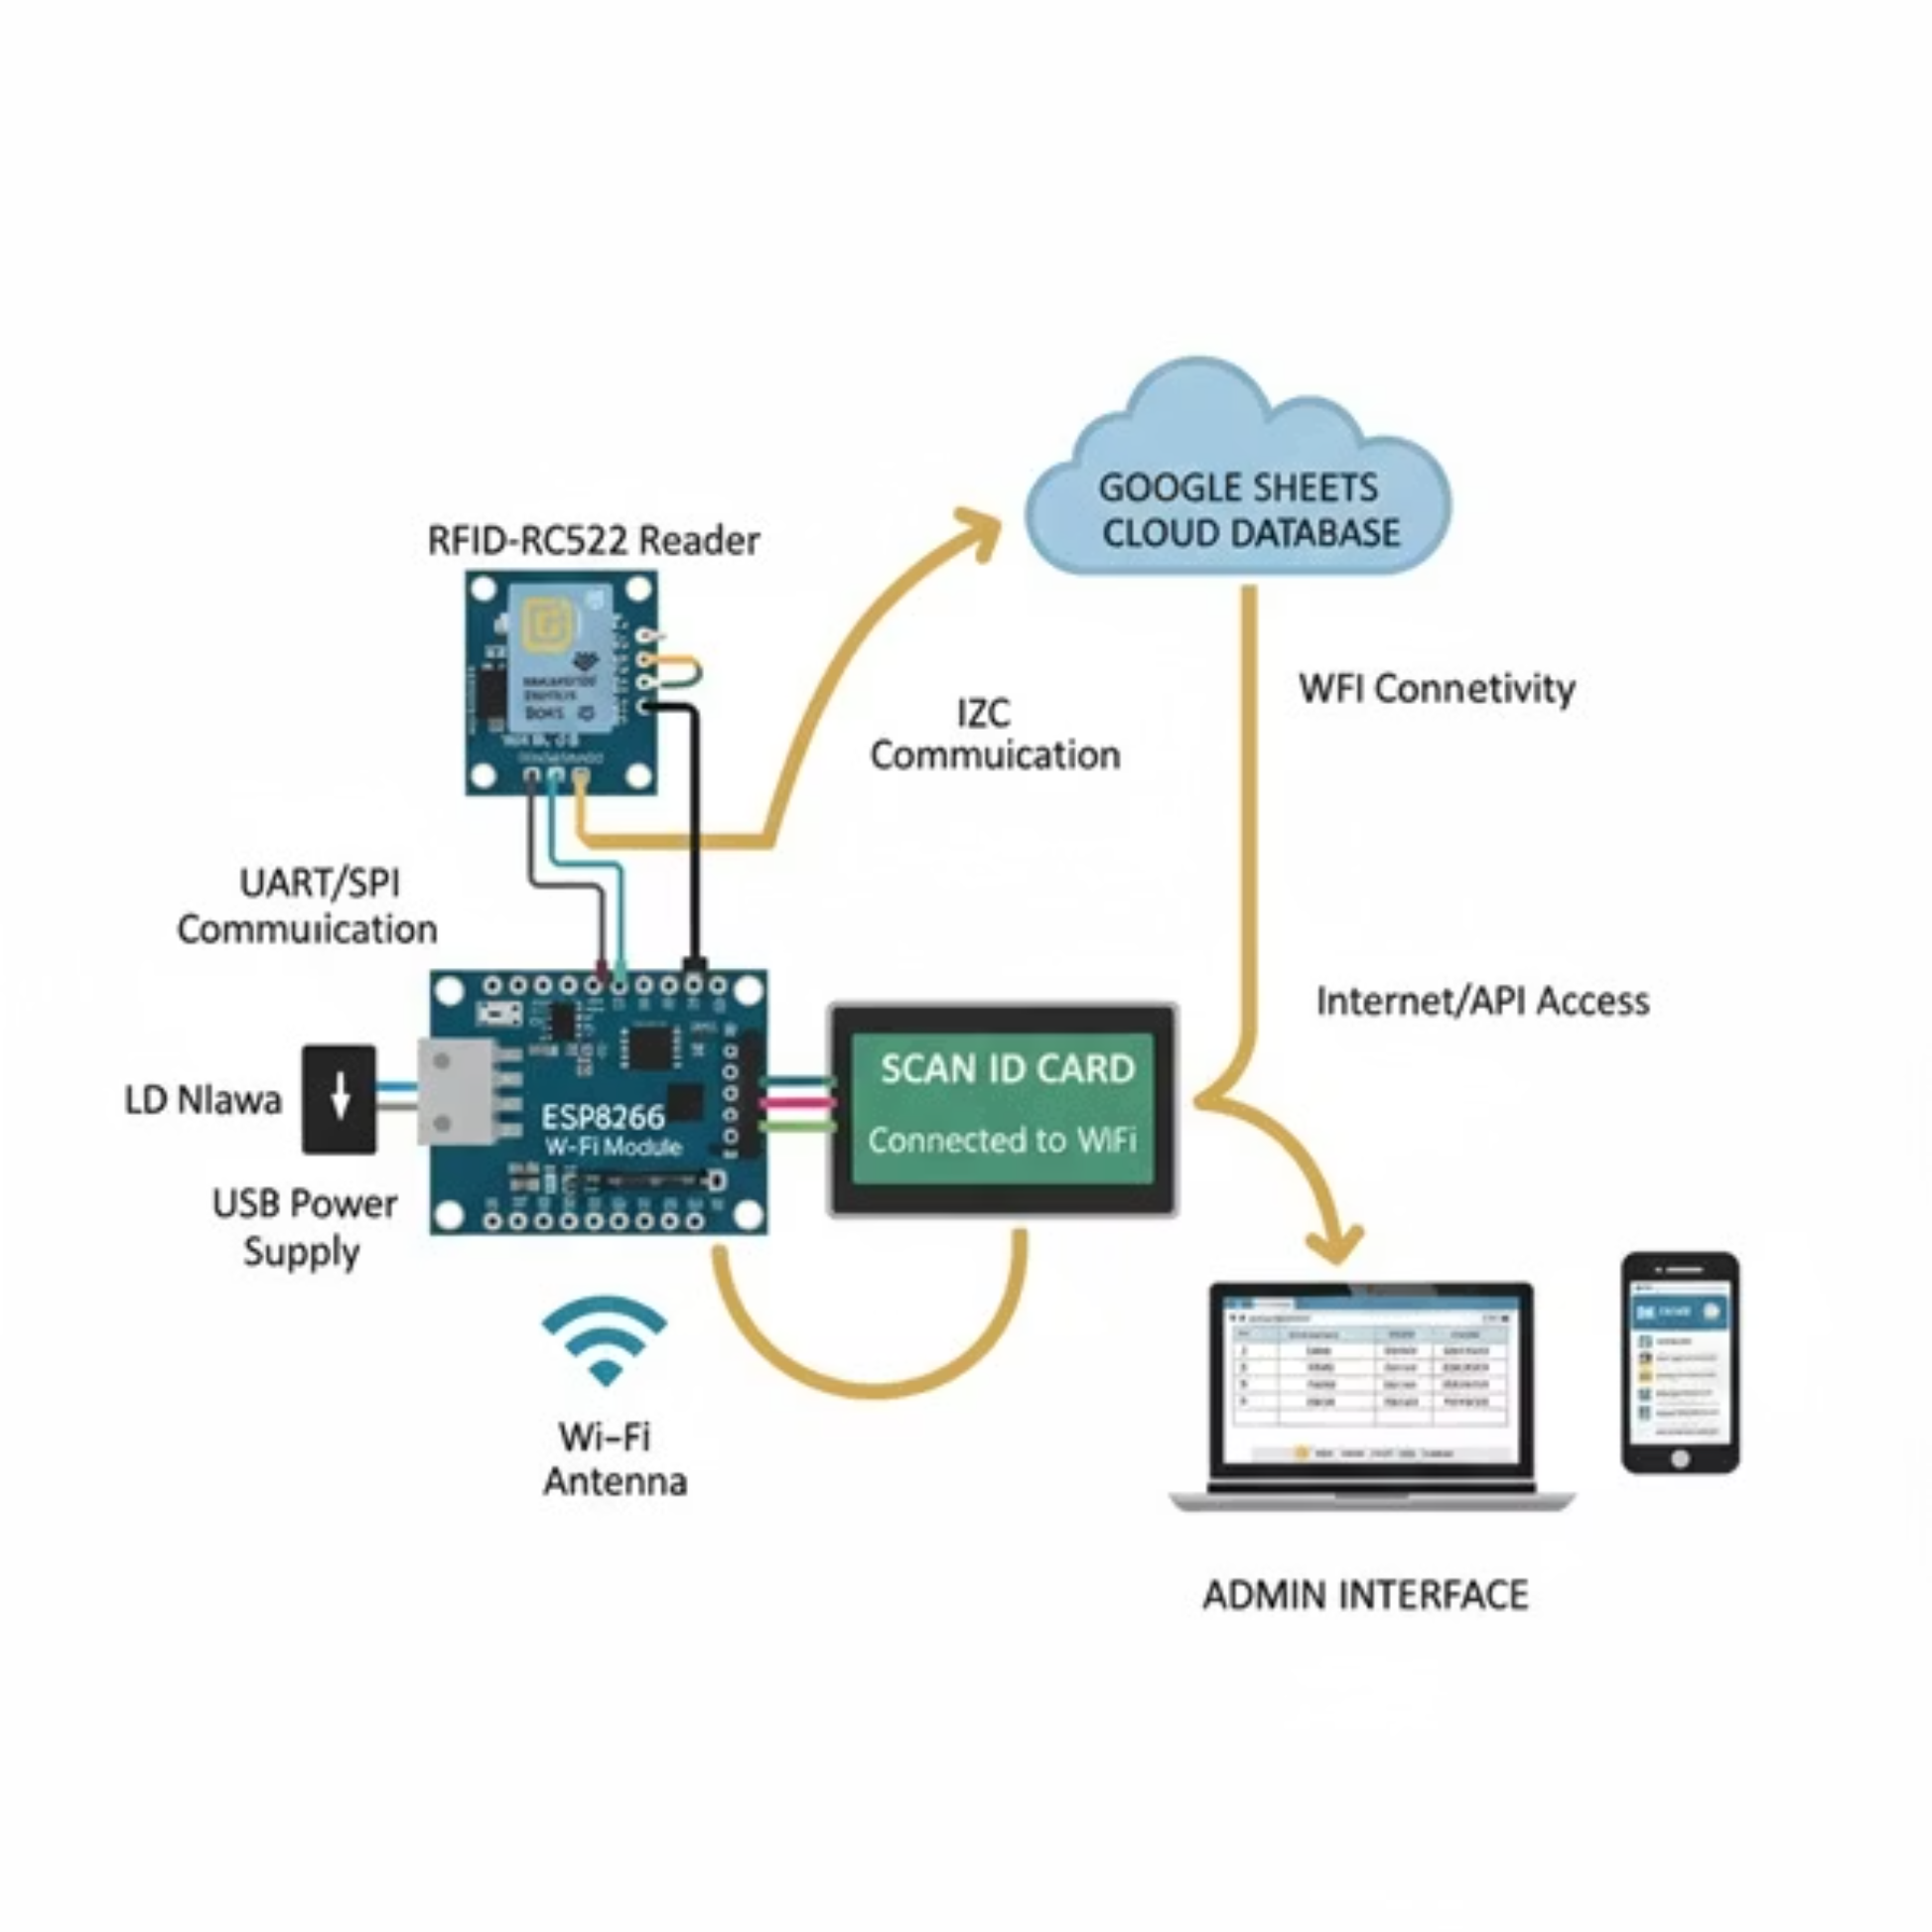 GOOGLE SHEETS
CLOUD DATABASE
RFID-RC522 Reader
WFI Connetivity
IZC
Commuication
UART/SPI
Commuiication
Internet/API Access
SCAN ID CARD
Connected to WiFi
LD Nlawa
ESP8266
W-Fi Module
USB Power
Supply
Wi-Fi
Antenna
ADMIN INTERFACE